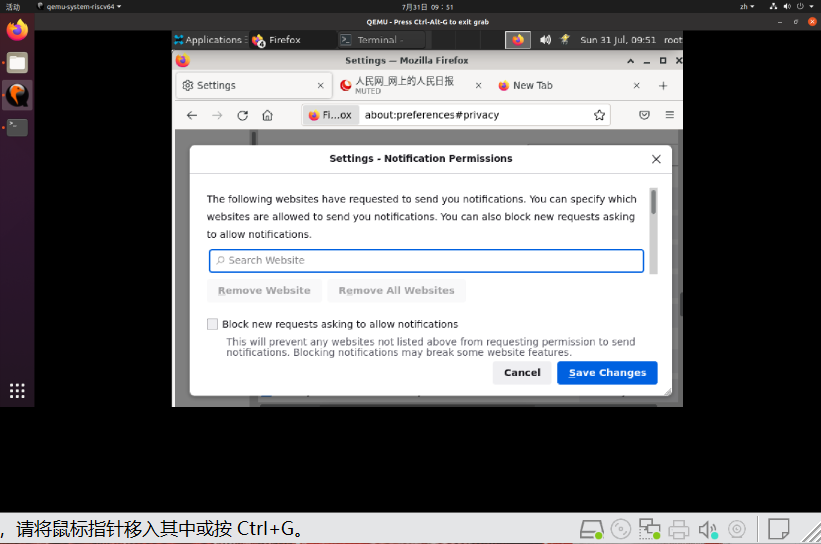 活动 qemu-system-riscv64 7月31日 09：51 zh
QEMU - Press Ctrl-Alt-G to exit grab
Applications Firefox Terminal - Sun 31 Jul, 09:51 root
Settings — Mozilla Firefox
Settings 人民网_网上的人民日报 New Tab
MUTED
Fi…ox about:preferences#privacy
Settings - Notification Permissions
The following websites have requested to send you notifications. You can specify which
websites are allowed to send you notifications. You can also block new requests asking
to allow notifications.
Search Website
Remove Website Remove All Websites
Block new requests asking to allow notifications
This will prevent any websites not listed above from requesting permission to send
notifications. Blocking notifications may break some website features.
Cancel Save Changes
，请将鼠标指针移入其中或按 Ctrl+G。